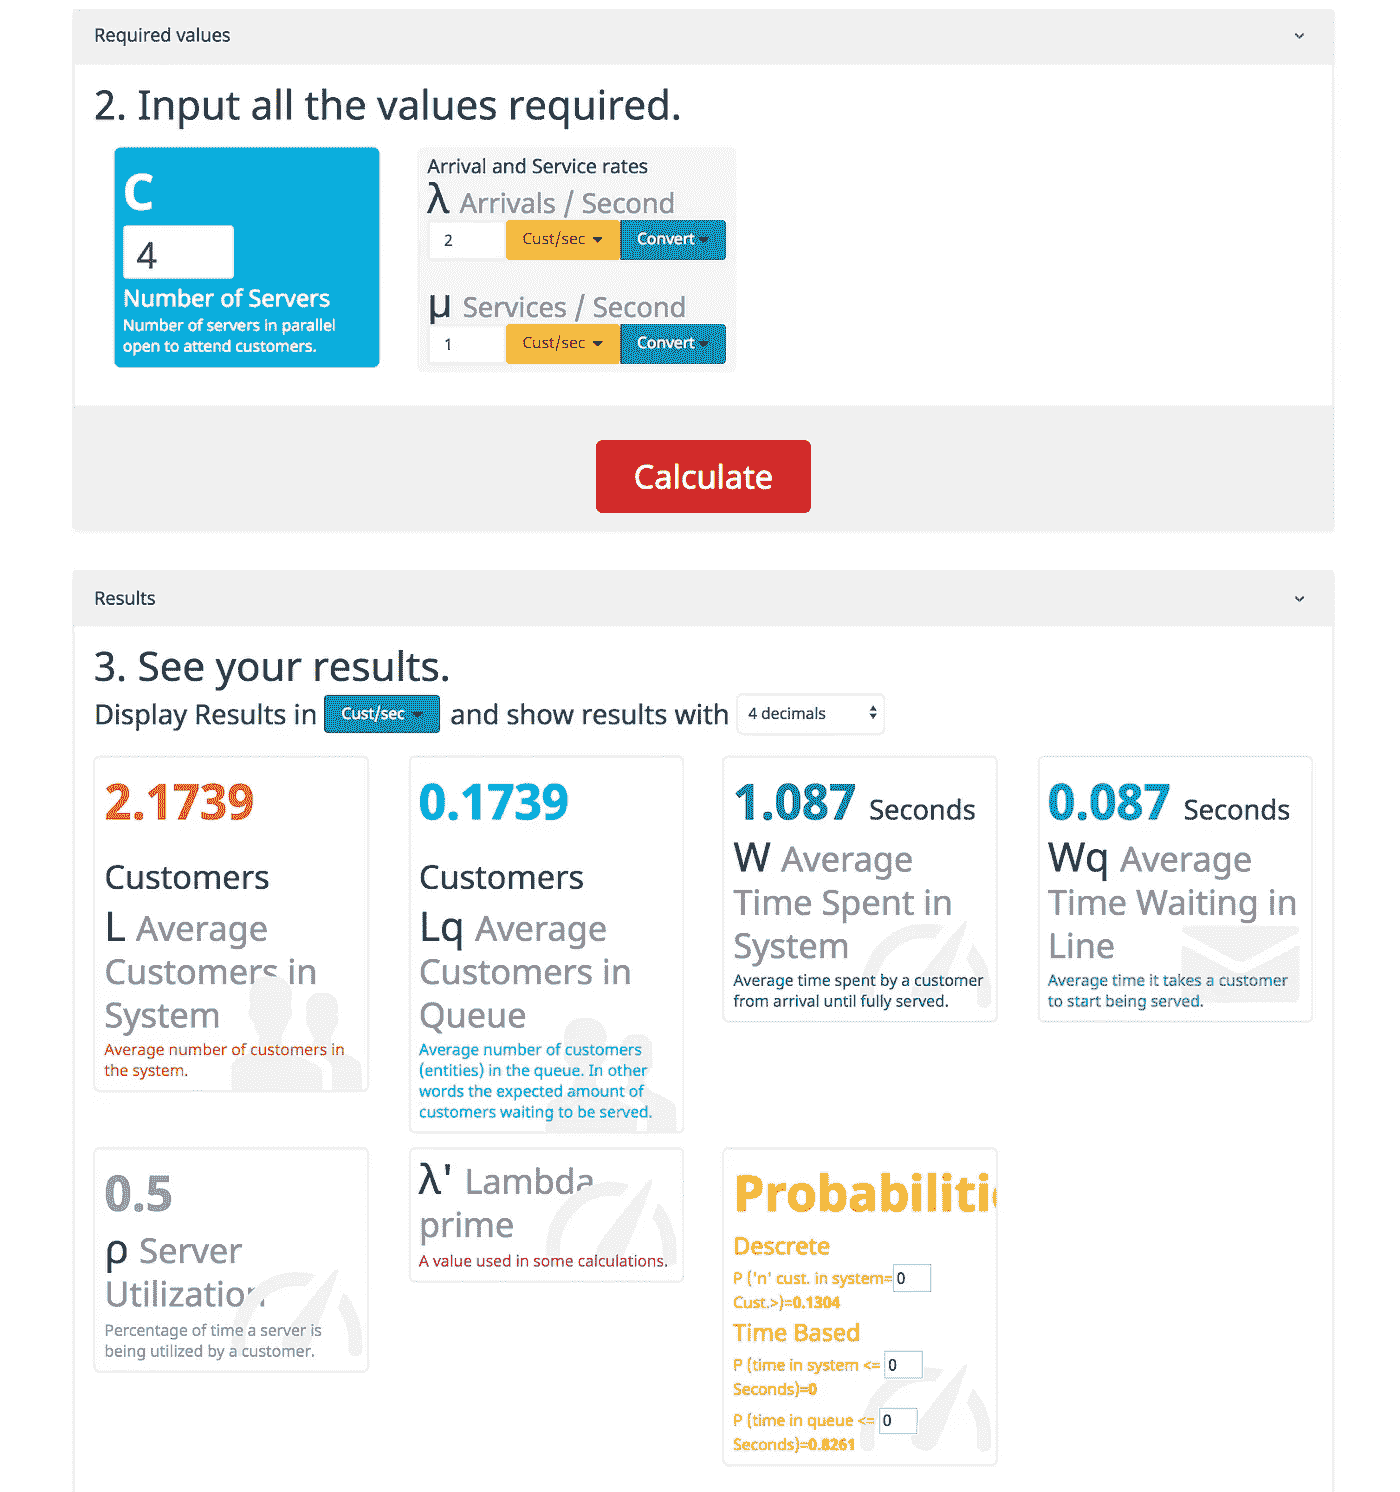 Required values
2. Input all the values required.
C
4
Number of Servers
Number of servers in parallel
open to attend customers.
Arrival and Service rates
λ Arrivals / Second
2 Cust/sec Convert
μ Services / Second
1 Cust/sec Convert
Calculate
Results
3. See your results.
Display Results in Cust/sec and show results with 4 decimals
2.1739
Customers
L Average
Customers in
System
Average number of customers in
the system.
0.1739
Customers
Lq Average
Customers in
Queue
Average number of customers
(entities) in the queue. In other
words the expected amount of
customers waiting to be served.
1.087 Seconds
W Average
Time Spent in
System
Average time spent by a customer
from arrival until fully served.
0.087 Seconds
Wq Average
Time Waiting in
Line
Average time it takes a customer
to start being served.
0.5
ρ Server
Utilization
Percentage of time a server is
being utilized by a customer.
λ' Lambda
prime
A value used in some calculations.
Probabiliti
Descrete
P ('n' cust. in system= 0
Cust.>)=0.1304
Time Based
P (time in system <= 0
Seconds)=0
P (time in queue <= 0
Seconds)=0.8261